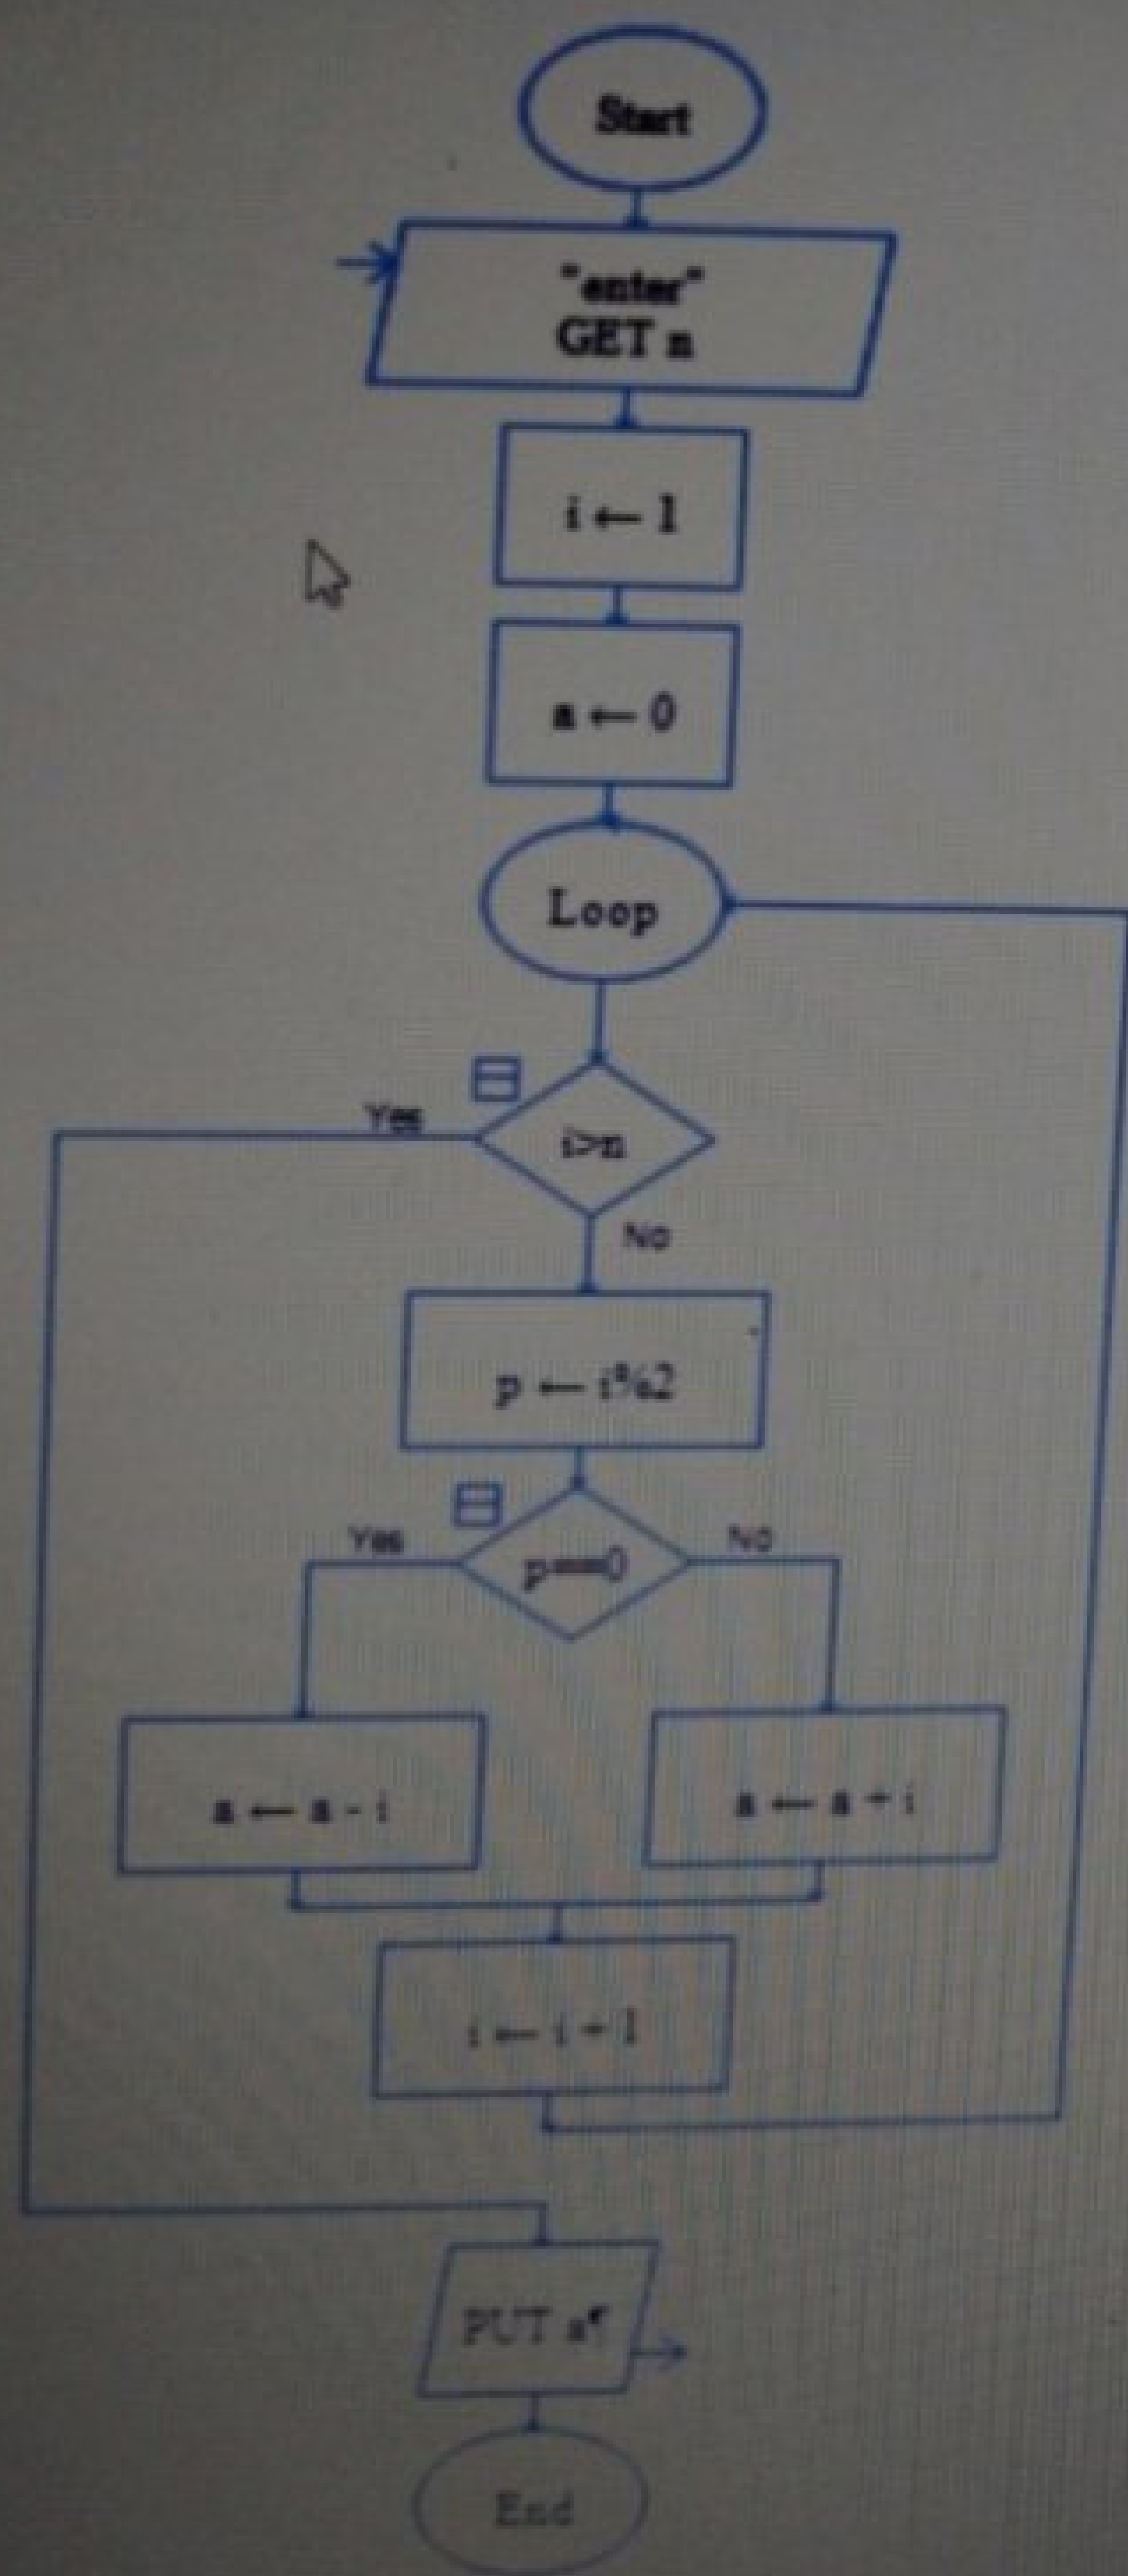 Start
"enter"
GET n
i ← 1
a ← 0
Loop
Yes
i>n
No
p ← i%2
Yes
p==0
No
a ← a - i
a ← a + i
i ← i + 1
PUT a¶
End